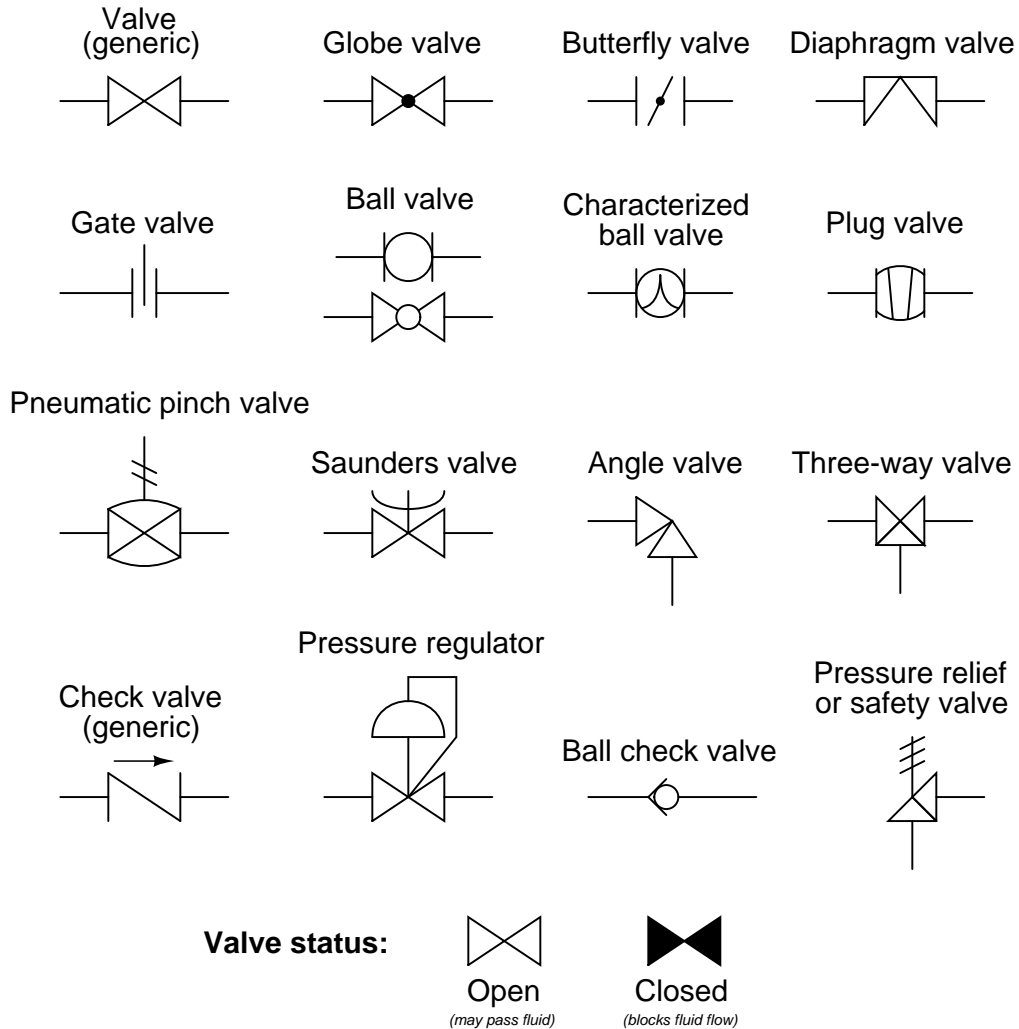 Valve
(generic)
Globe valve
Butterfly valve
Diaphragm valve
Gate valve
Ball valve
Characterized
ball valve
Plug valve
Pneumatic pinch valve
Saunders valve
Angle valve
Three-way valve
Check valve
(generic)
Pressure regulator
Ball check valve
Pressure relief
or safety valve
Valve status:
Open
(may pass fluid)
Closed
(blocks fluid flow)